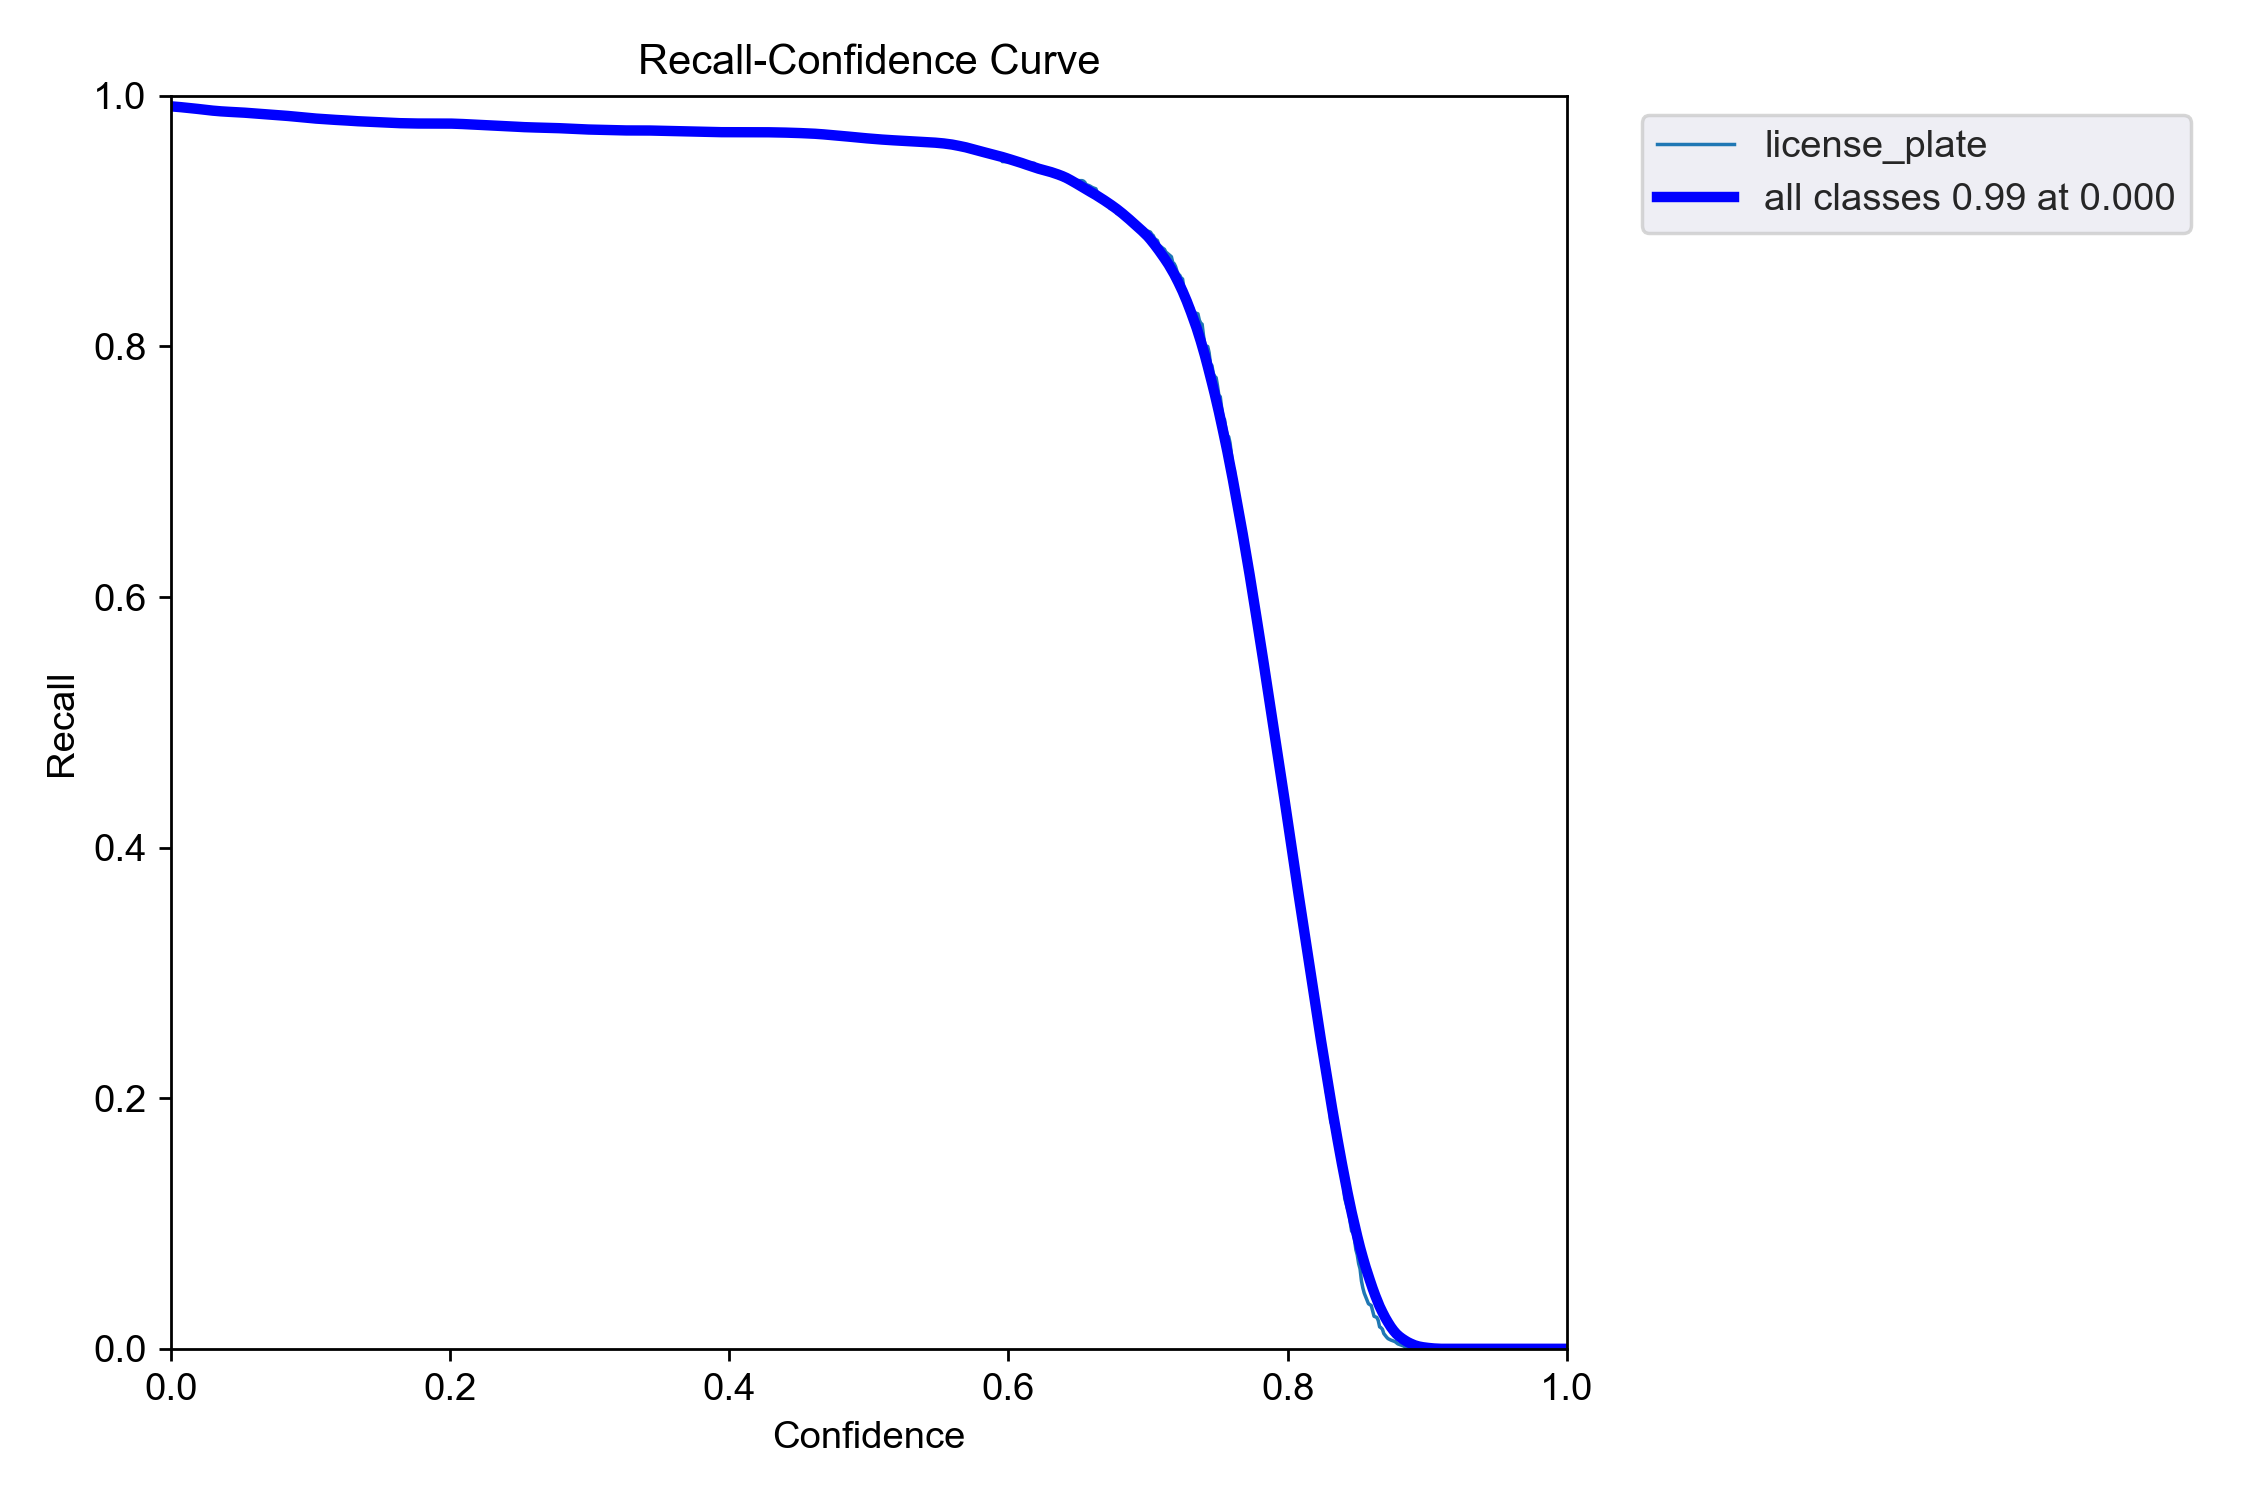 Recall-Confidence Curve
license_plate
all classes 0.99 at 0.000
1.0
0.8
0.6
0.4
0.2
0.0
Recall
0.0 0.2 0.4 0.6 0.8 1.0
Confidence